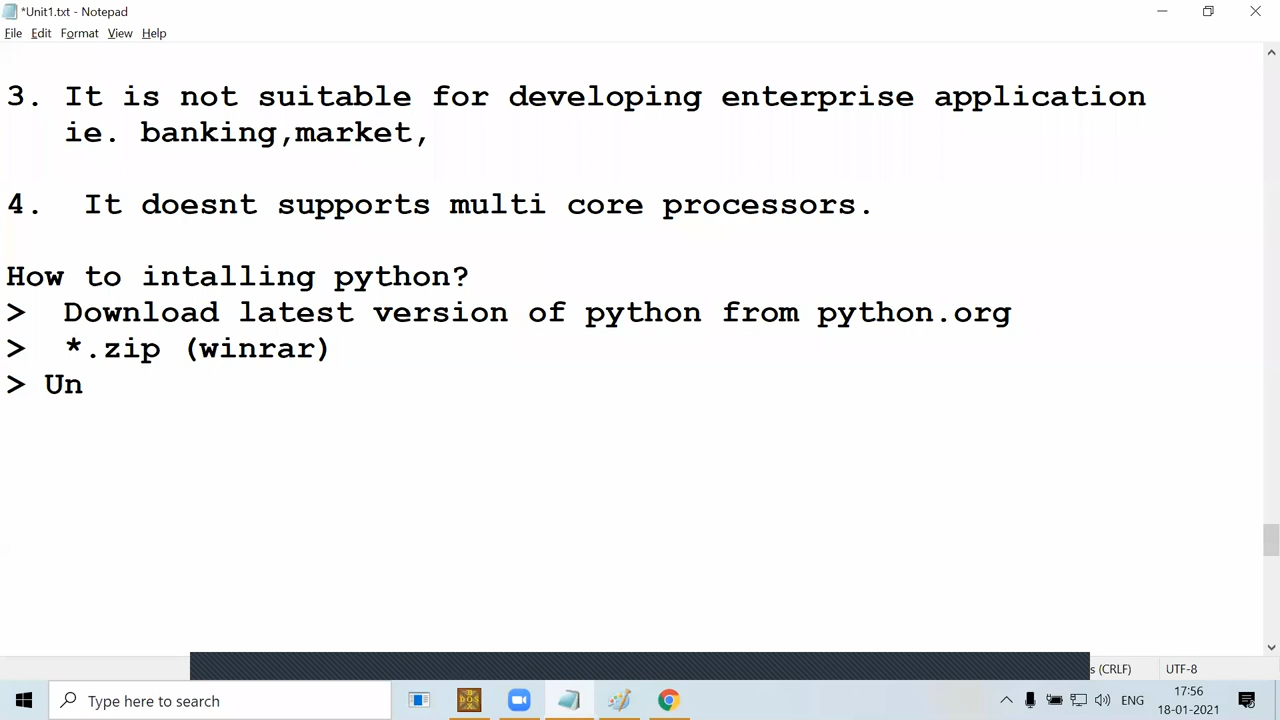 *Unit1.txt - Notepad
File Edit Format View Help
3. It is not suitable for developing enterprise application
ie. banking,market,
4. It doesnt supports multi core processors.
How to intalling python?
> Download latest version of python from python.org
> *.zip (winrar)
> Un
s (CRLF) UTF-8
Type here to search
DOS
ENG
17:56
18-01-2021